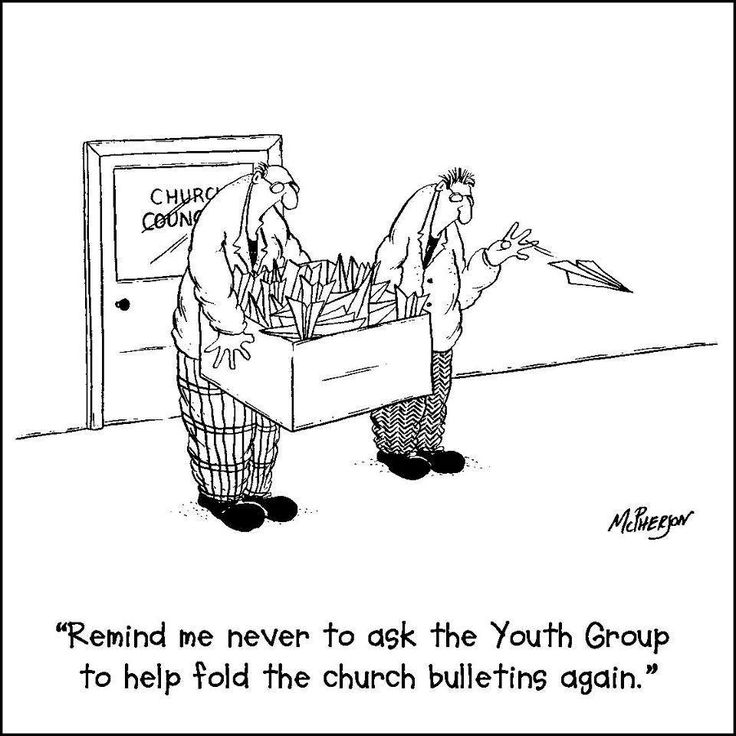 CHURC
COUNC
McPHERSON
“Remind me never to ask the Youth Group
to help fold the church bulletins again.”